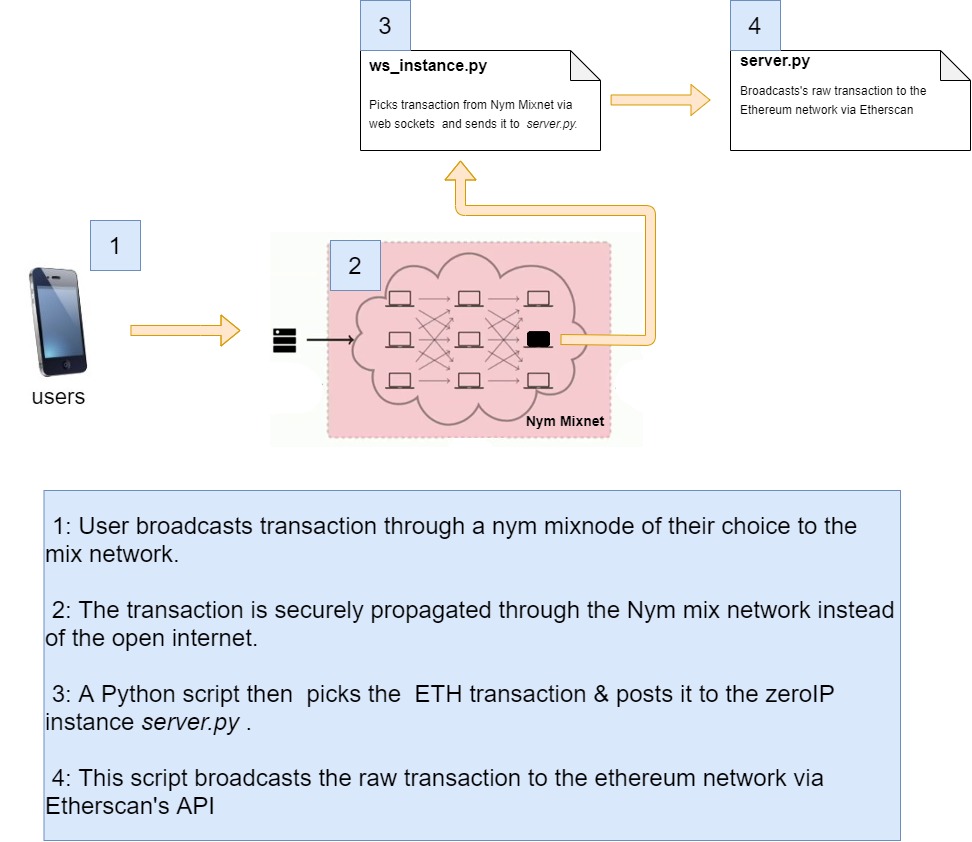 3
4
ws_instance.py
Picks transaction from Nym Mixnet via
web sockets  and sends it to  server.py.
server.py
Broadcasts's raw transaction to the
Ethereum network via Etherscan
1
users
2
Nym Mixnet
1: User broadcasts transaction through a nym mixnode of their choice to the
mix network.
2: The transaction is securely propagated through the Nym mix network instead
of the open internet.
3: A Python script then  picks the  ETH transaction & posts it to the zeroIP
instance server.py .
4: This script broadcasts the raw transaction to the ethereum network via
Etherscan's API